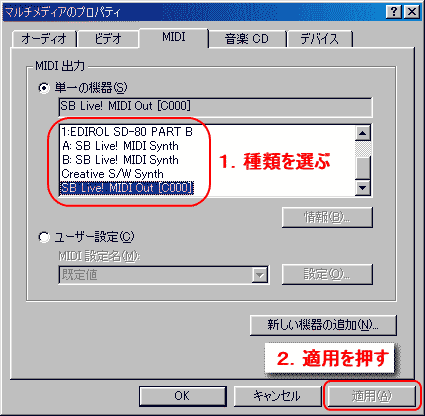 マルチメディアのプロパティ
オーディオ ビデオ MIDI 音楽 CD デバイス
MIDI 出力
単一の機器(S)
SB Live! MIDI Out [C000]
1:EDIROL SD-80 PART B
A: SB Live! MIDI Synth
B: SB Live! MIDI Synth
Creative S/W Synth
SB Live! MIDI Out [C000]
1. 種類を選ぶ
情報(B)...
ユーザー設定(C)
MIDI 設定名(M):
既定値
設定(O)...
新しい機器の追加(N)...
2. 適用を押す
OK キャンセル 適用(A)